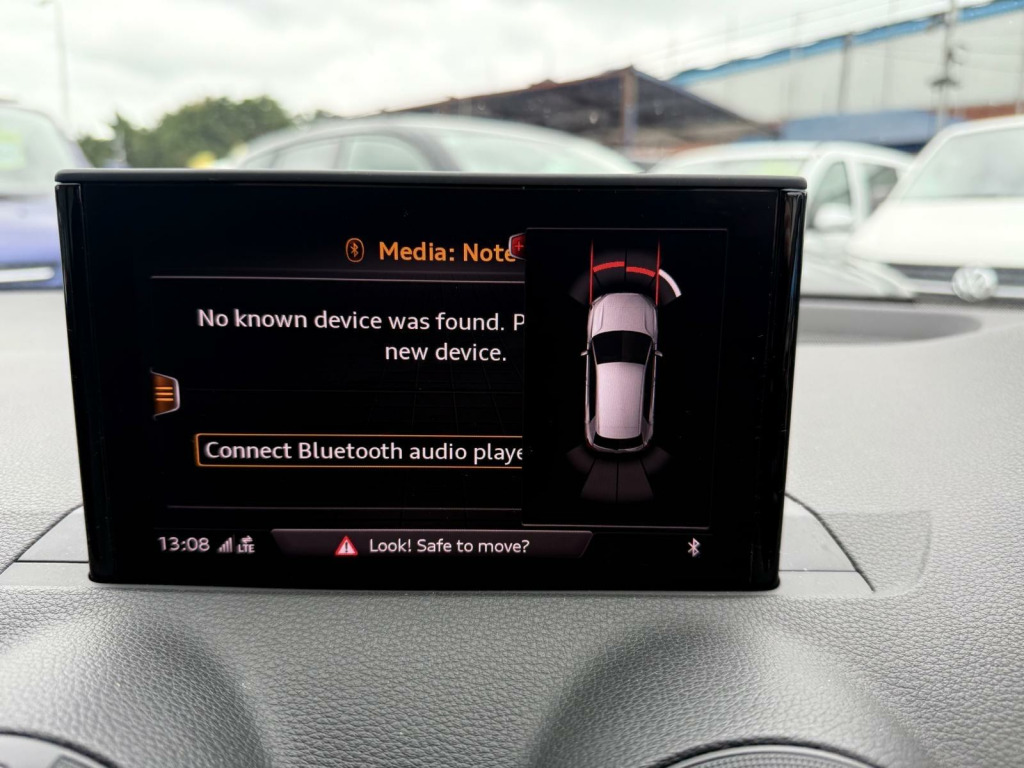 Media: Note
No known device was found. P
new device.
Connect Bluetooth audio playe
13:08 LTE Look! Safe to move?